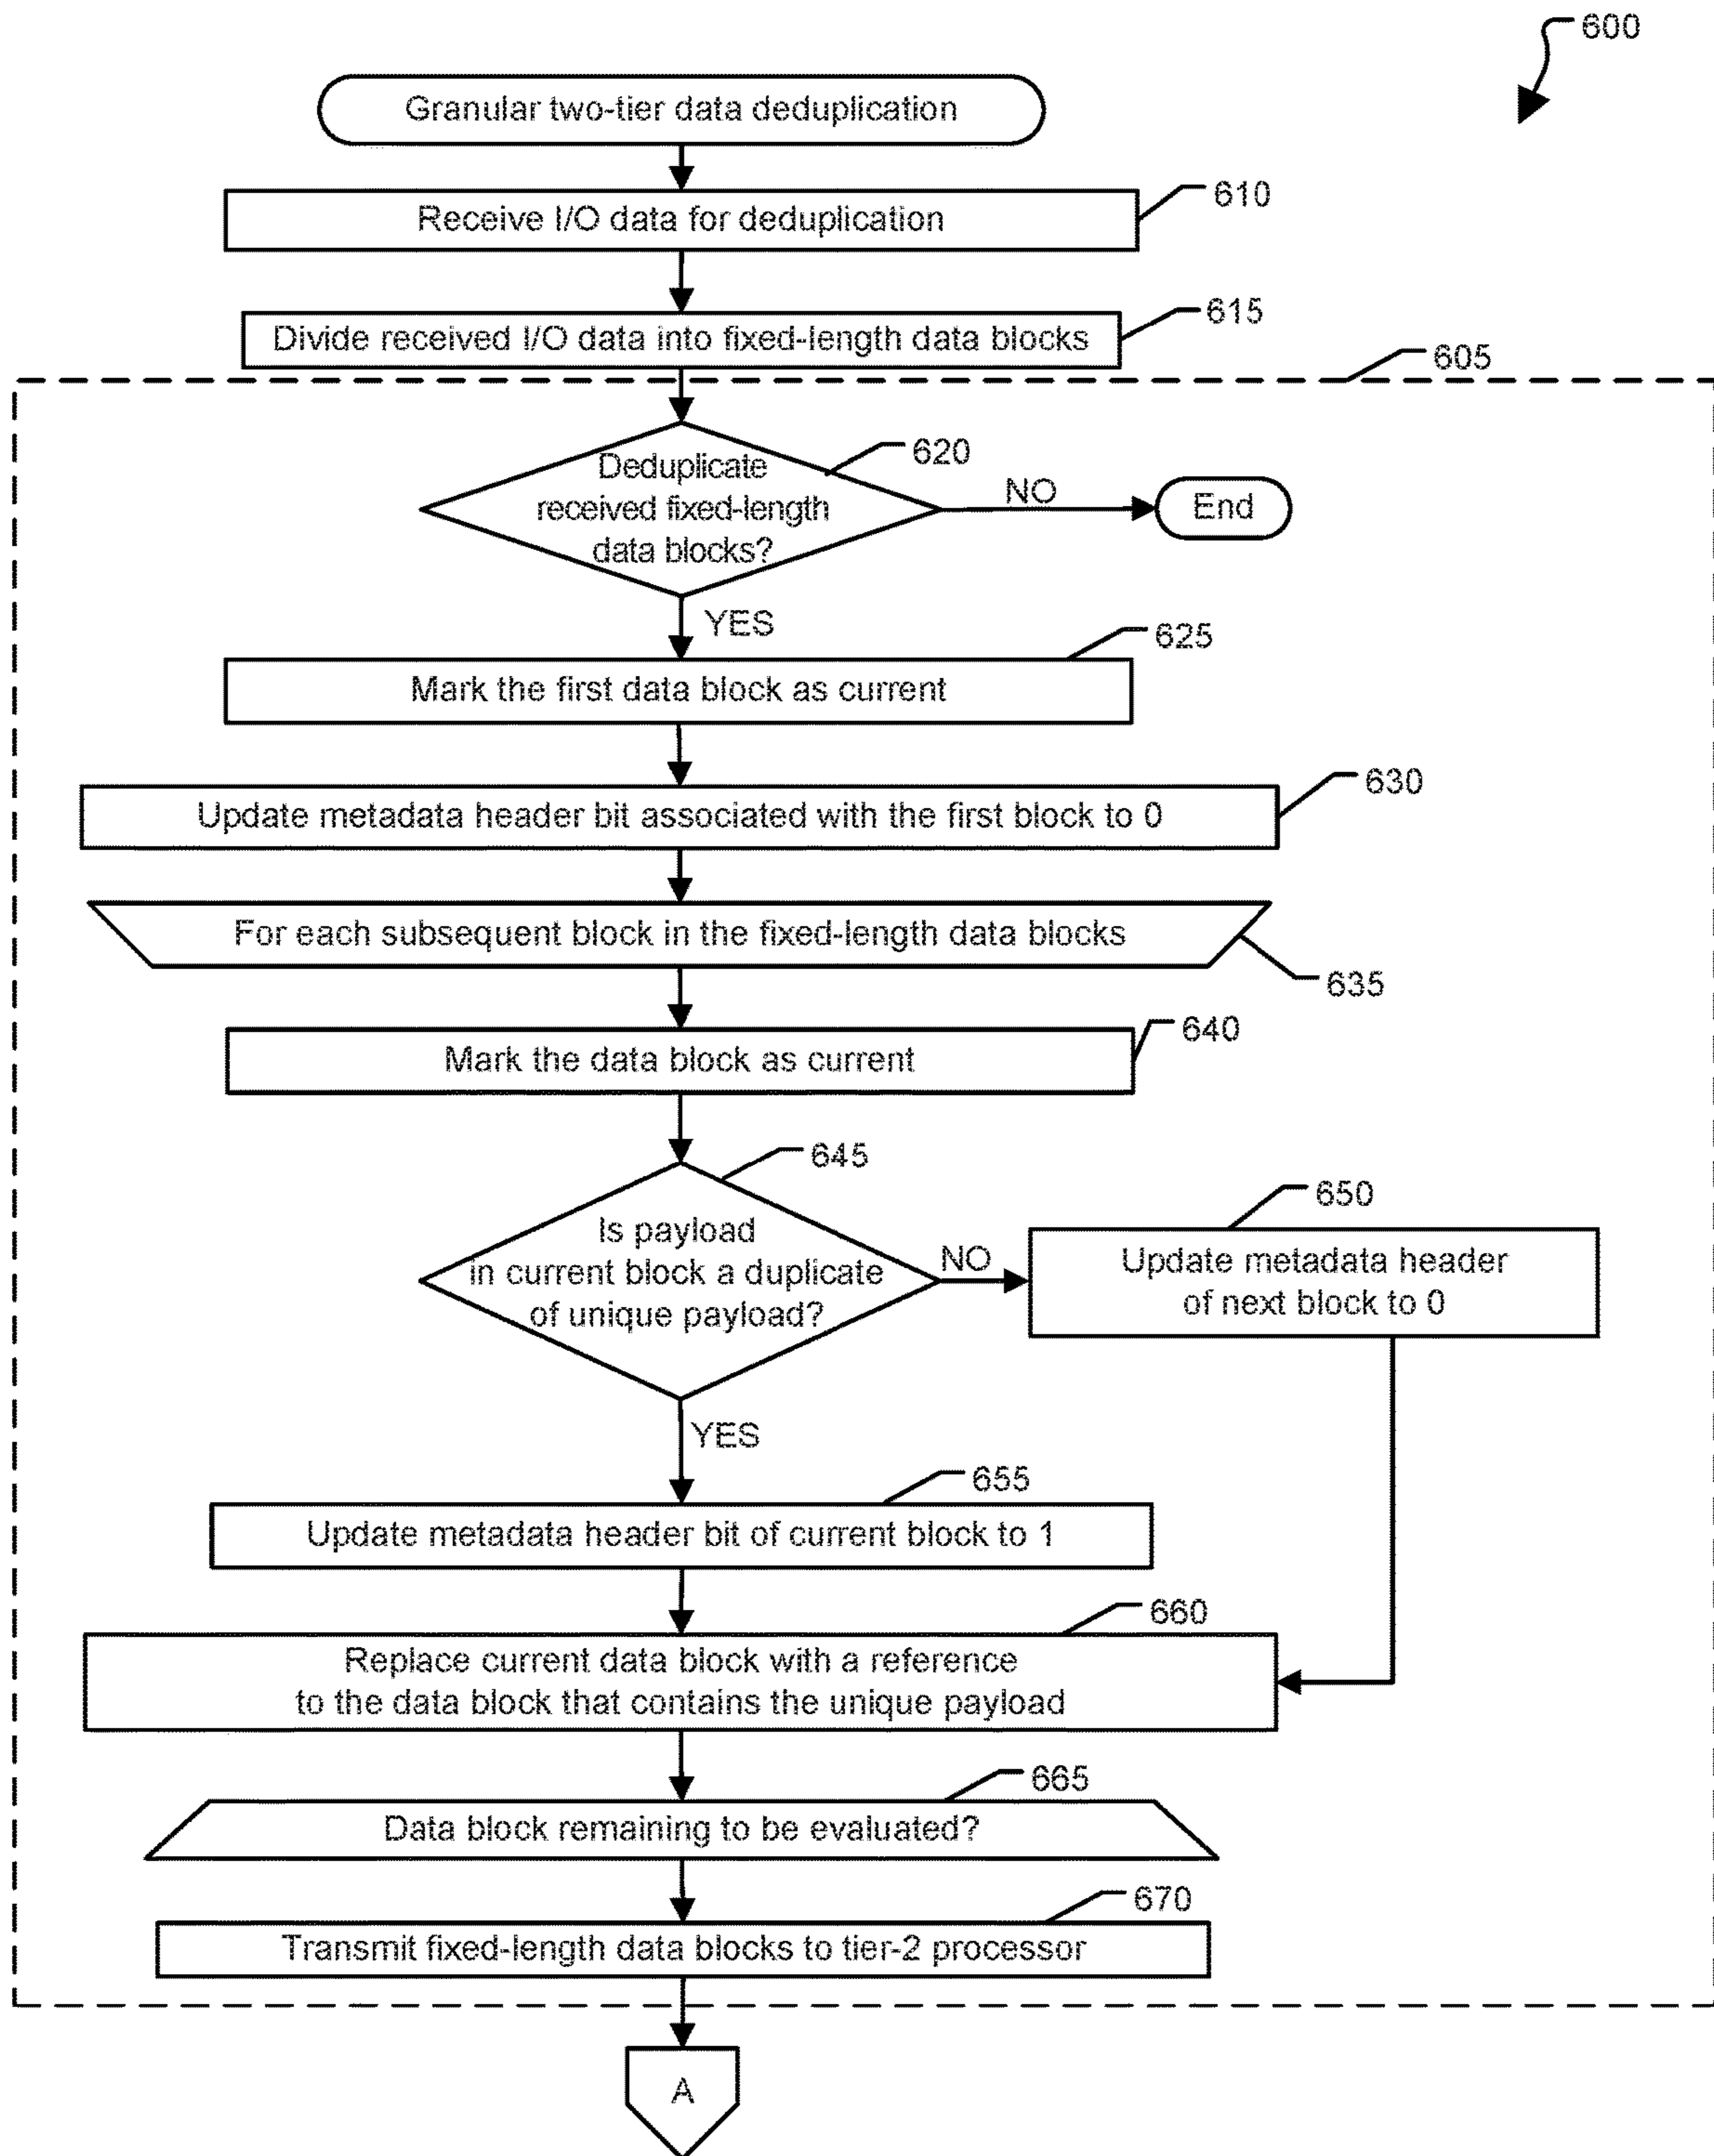 600
Granular two-tier data deduplication
610
Receive I/O data for deduplication
615
Divide received I/O data into fixed-length data blocks
605
620
Deduplicate
received fixed-length
data blocks?
NO
End
YES
625
Mark the first data block as current
630
Update metadata header bit associated with the first block to 0
For each subsequent block in the fixed-length data blocks
635
640
Mark the data block as current
645
650
Is payload
in current block a duplicate
of unique payload?
NO
Update metadata header
of next block to 0
YES
655
Update metadata header bit of current block to 1
660
Replace current data block with a reference
to the data block that contains the unique payload
665
Data block remaining to be evaluated?
670
Transmit fixed-length data blocks to tier-2 processor
A